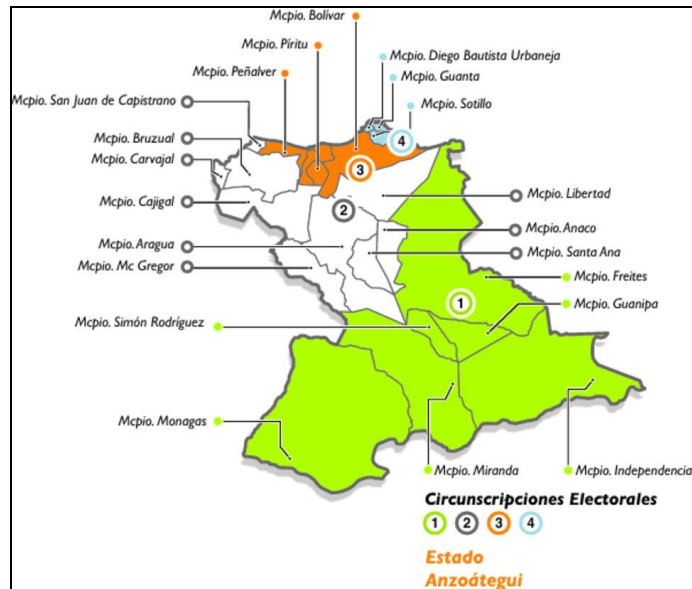 Mcpio. Bolívar
Mcpio. Píritu
Mcpio. Peñalver
Mcpio. Diego Bautista Urbaneja
Mcpio. Guanta
Mcpio. San Juan de Capistrano
Mcpio. Sotillo
Mcpio. Bruzual
4
Mcpio. Carvajal
3
Mcpio. Cajigal
Mcpio. Libertad
2
Mcpio. Anaco
Mcpio. Aragua
Mcpio. Santa Ana
Mcpio. Mc Gregor
Mcpio. Freites
1
Mcpio. Guanipa
Mcpio. Simón Rodríguez
Mcpio. Monagas
Mcpio. Miranda
Mcpio. Independencia
Circunscripciones Electorales
1 2 3 4
Estado
Anzoátegui